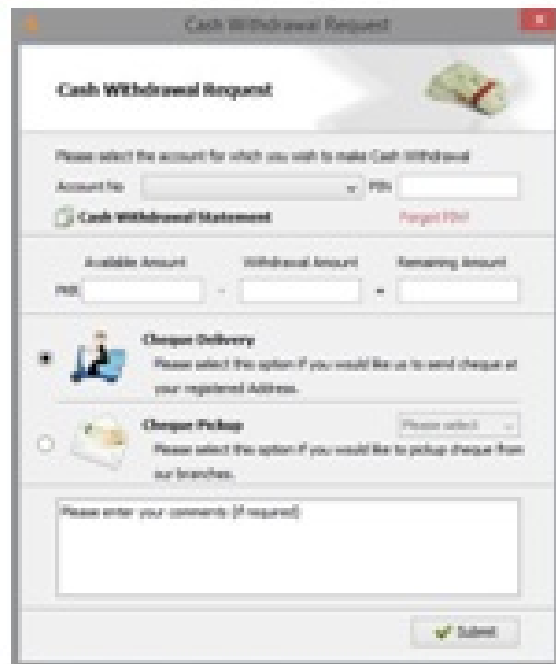 Cash Withdrawal Request
Cash Withdrawal Request
Please select the account for which you wish to make Cash Withdrawal
Account No PIN
Cash Withdrawal Statement Forgot PIN?
Available Amount Withdrawal Amount Remaining Amount
PKR - =
Cheque Delivery
Please select this option if you would like us to send cheque at
your registered Address.
Cheque Pickup Please select
Please select this option if you would like to pickup cheque from
our branches.
Please enter your comments (if required)
Submit